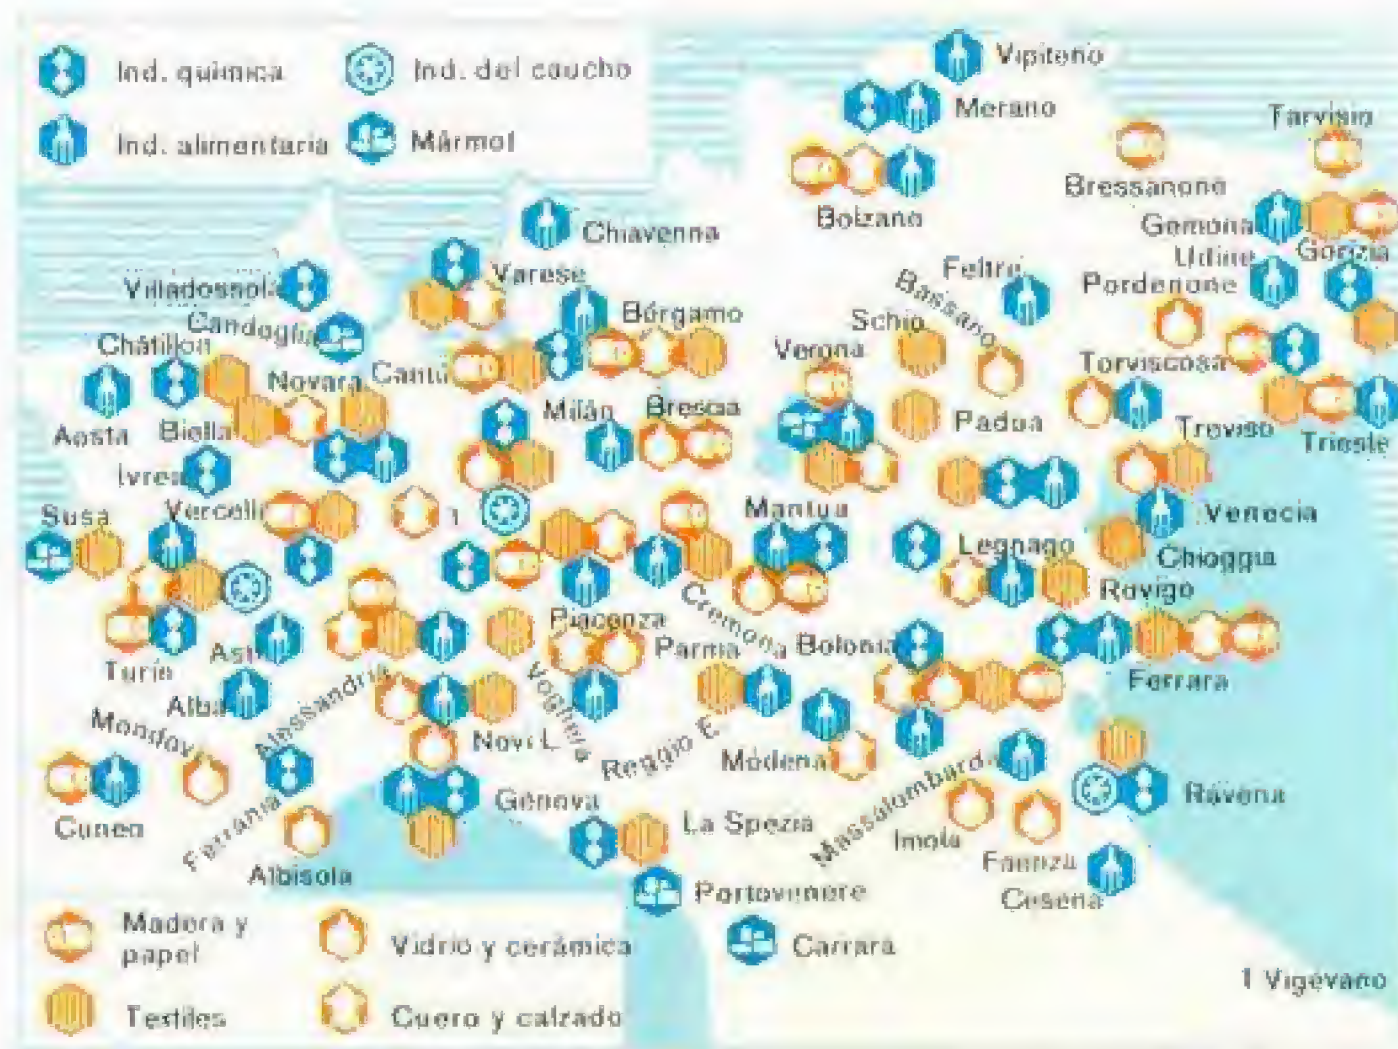 Ind. química
Ind. del caucho
Ind. alimentaria
Mármol
Vipiteno
Merano
Tarvisio
Bressanone
Bolzano
Gemona
Chiavenna
Udine
Gorizia
Varese
Feltre
Villadossola
Pordenone
Bassano
Candoglia
Bérgamo
Schio
Châtillon
Verona
Torviscosa
Novara
Cantú
Milán
Brescia
Padua
Treviso
Trieste
Aosta
Biella
Ivrea
Susa
Vercelli
1
Mantua
Venecia
Legnago
Chioggia
Rovigo
Piacenza
Cremona
Parma
Bolonia
Turín
Asti
Ferrara
Alba
Alessandria
Voghera
Mondovi
Novi L.
Reggio E.
Módena
Massalombarda
Génova
Ravena
Cuneo
Ferrania
La Spezia
Imola
Faenza
Albisola
Cesena
Portovenere
Madera y
papel
Vidrio y cerámica
Carrara
1 Vigevano
Textiles
Cuero y calzado